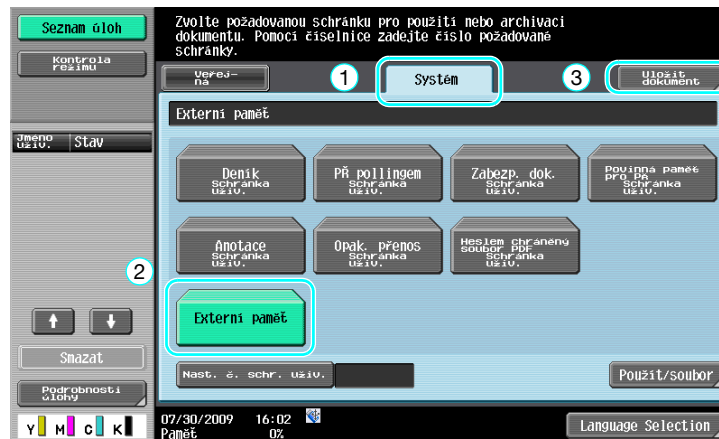 Seznam úloh
Kontrola
režimu
Jméno
uživ.
Stav
2
Smazat
Podrobnosti
úlohy
Y M C K
Zvolte požadovanou schránku pro použití nebo archivaci
dokumentu. Pomocí číselnice zadejte číslo požadované
schránky.
Veřej-
ná
1
Systém
3
Uložit
dokument
Externí paměť
Deník
Schránka
uživ.
PŘ pollingem
Schránka
uživ.
Zabezp. dok.
Schránka
uživ.
Povinná paměť
pro PŘ
Schránka
uživ.
Anotace
Schránka
uživ.
Opak. přenos
Schránka
uživ.
Heslem chráněný
soubor PDF
Schránka
uživ.
Externí paměť
Nast. č. schr. uživ.
Použít/soubor
07/30/2009 16:02
Paměť 0%
Language Selection